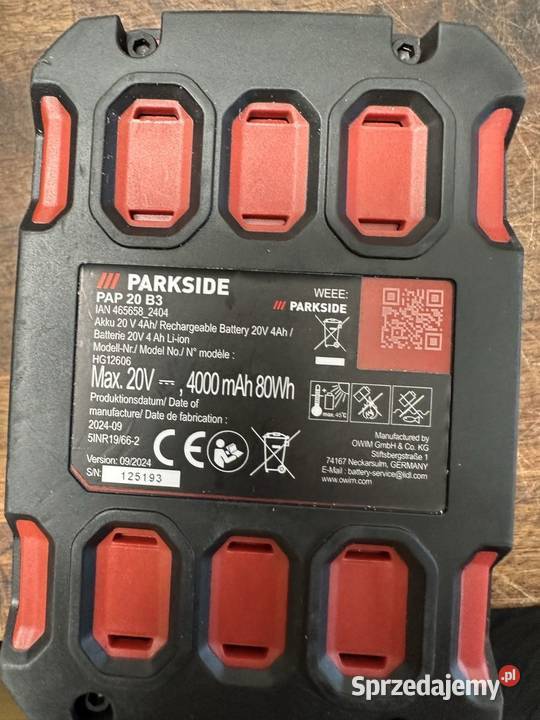 /// PARKSIDE
PAP 20 B3
IAN 465658_2404
Akku 20 V 4Ah/ Rechargeable Battery 20V 4Ah /
Batterie 20V 4 Ah Li-ion
Modell-Nr./ Model No./ N° modèle :
HG12606
Max. 20V ⎓ , 4000 mAh 80Wh
Produktionsdatum/ Date of
manufacture/ Date de fabrication :
2024-09
5INR19/66-2
Version: 09/2024
S/N: 125193
WEEE:
/// PARKSIDE
max. 45°C
CE
Manufactured by
OWIM GmbH & Co. KG
Stiftsbergstraße 1
74167 Neckarsulm, GERMANY
E-Mail : battery-service@lidl.com
www.owim.com
Sprzedajemy.pl